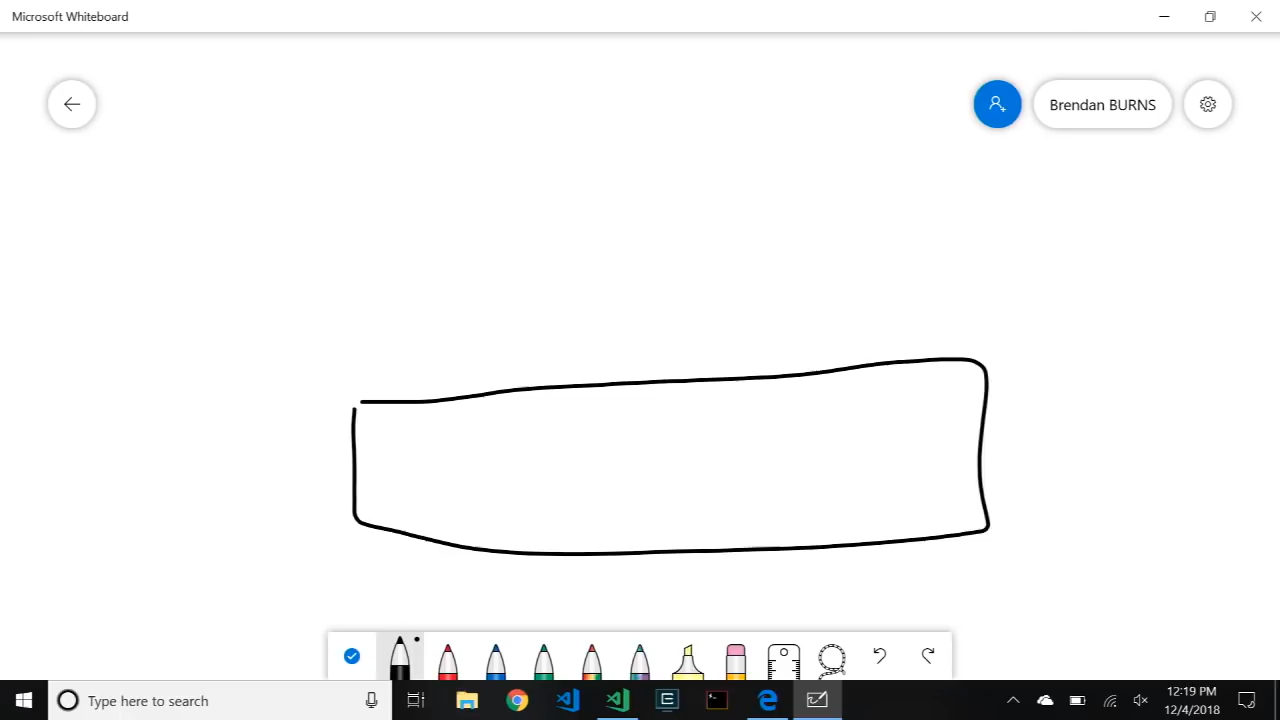 Microsoft Whiteboard
Brendan BURNS
Type here to search
12:19 PM
12/4/2018